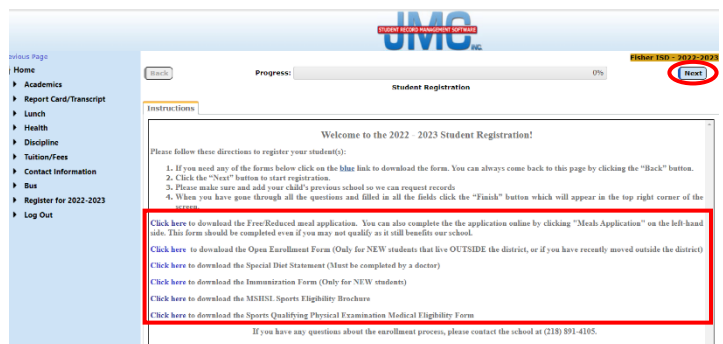 JMC
STUDENT RECORD MANAGEMENT SOFTWARE
INC.
evious Page
Fisher ISD - 2022-2023
Home
Academics
Report Card/Transcript
Lunch
Health
Discipline
Tuition/Fees
Contact Information
Bus
Register for 2022-2023
Log Out
Back
Progress:
0%
Next
Student Registration
Instructions
Welcome to the 2022 - 2023 Student Registration!
Please follow these directions to register your student(s):
1. If you need any of the forms below click on the blue link to download the form. You can always come back to this page by clicking the "Back" button.
2. Click the "Next" button to start registration.
3. Please make sure and add your child's previous school so we can request records
4. When you have gone through all the questions and filled in all the fields click the "Finish" button which will appear in the top right corner of the
screen.
Click here to download the Free/Reduced meal application. You can also complete the the application online by clicking "Meals Application" on the left-hand
side. This form should be completed even if you may not qualify as it still benefits our school.
Click here to download the Open Enrollment Form (Only for NEW students that live OUTSIDE the district, or if you have recently moved outside the district)
Click here to download the Special Diet Statement (Must be completed by a doctor)
Click here to download the Immunization Form (Only for NEW students)
Click here to download the MSHSL Sports Eligibility Brochure
Click here to download the Sports Qualifying Physical Examination Medical Eligibility Form
If you have any questions about the enrollment process, please contact the school at (218) 891-4105.